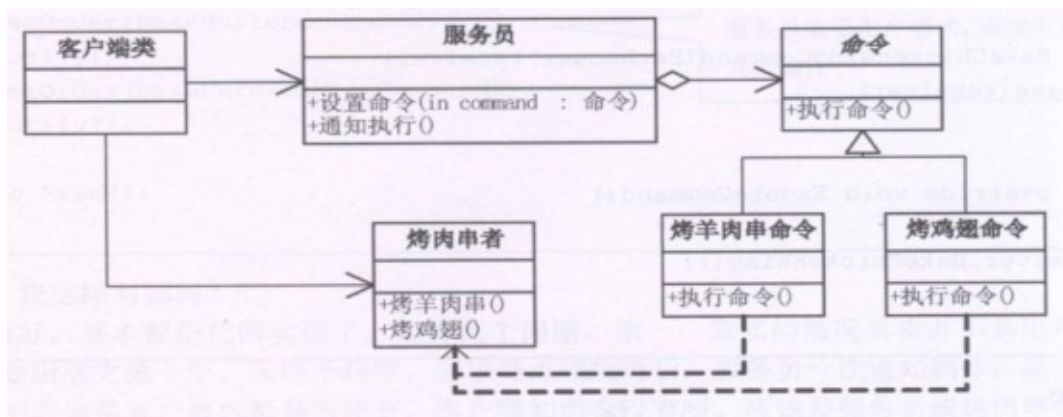 客户端类
服务员
+设置命令(in command : 命令)
+通知执行()
命令
+执行命令()
烤肉串者
+烤羊肉串()
+烤鸡翅()
烤羊肉串命令
+执行命令()
烤鸡翅命令
+执行命令()